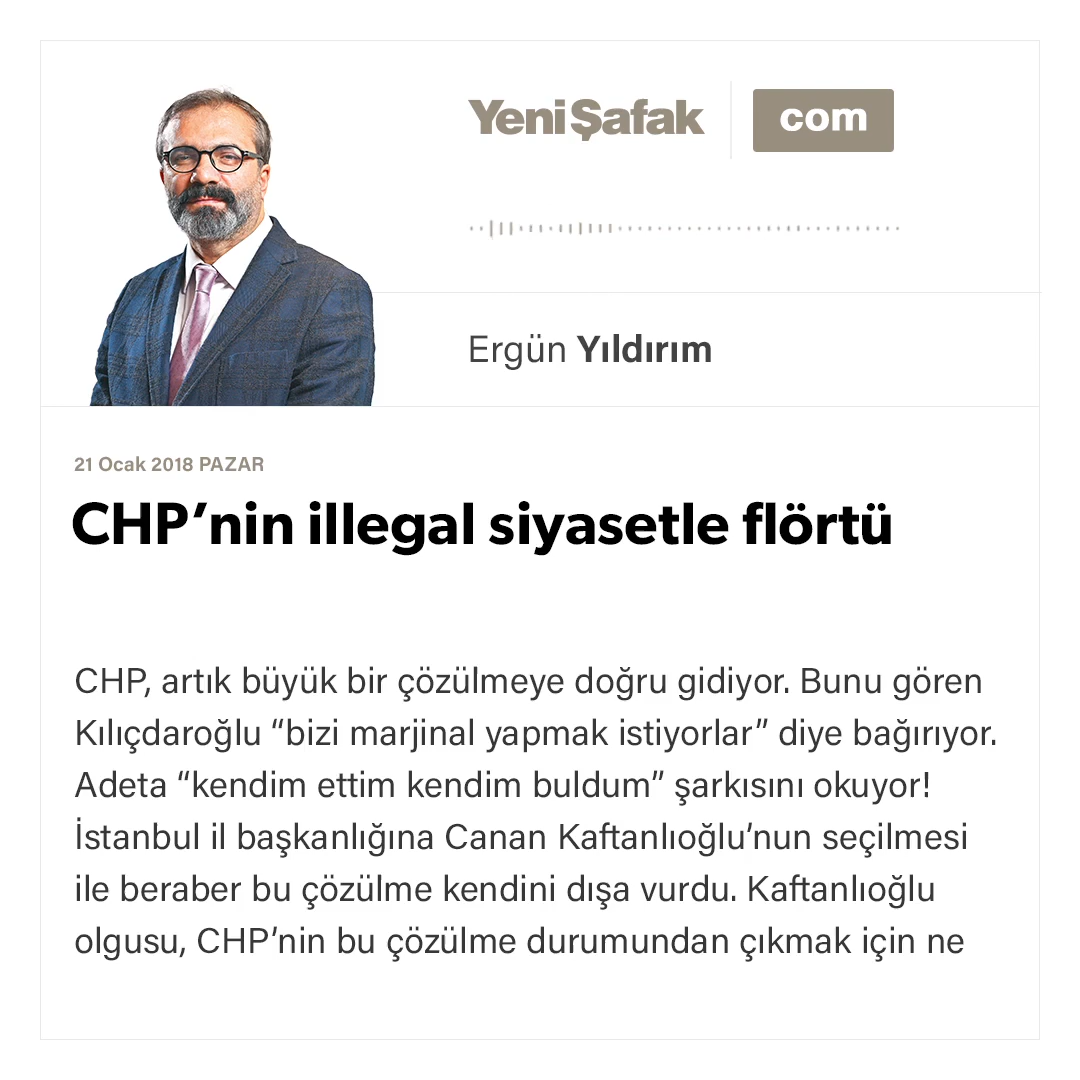 YeniŞafak
com
Ergün Yıldırım
21 Ocak 2018 PAZAR
CHP’nin illegal siyasetle flörtü
CHP, artık büyük bir çözülmeye doğru gidiyor. Bunu gören
Kılıçdaroğlu “bizi marjinal yapmak istiyorlar” diye bağırıyor.
Adeta “kendim ettim kendim buldum” şarkısını okuyor!
İstanbul il başkanlığına Canan Kaftanlıoğlu’nun seçilmesi
ile beraber bu çözülme kendini dışa vurdu. Kaftanlıoğlu
olgusu, CHP’nin bu çözülme durumundan çıkmak için ne